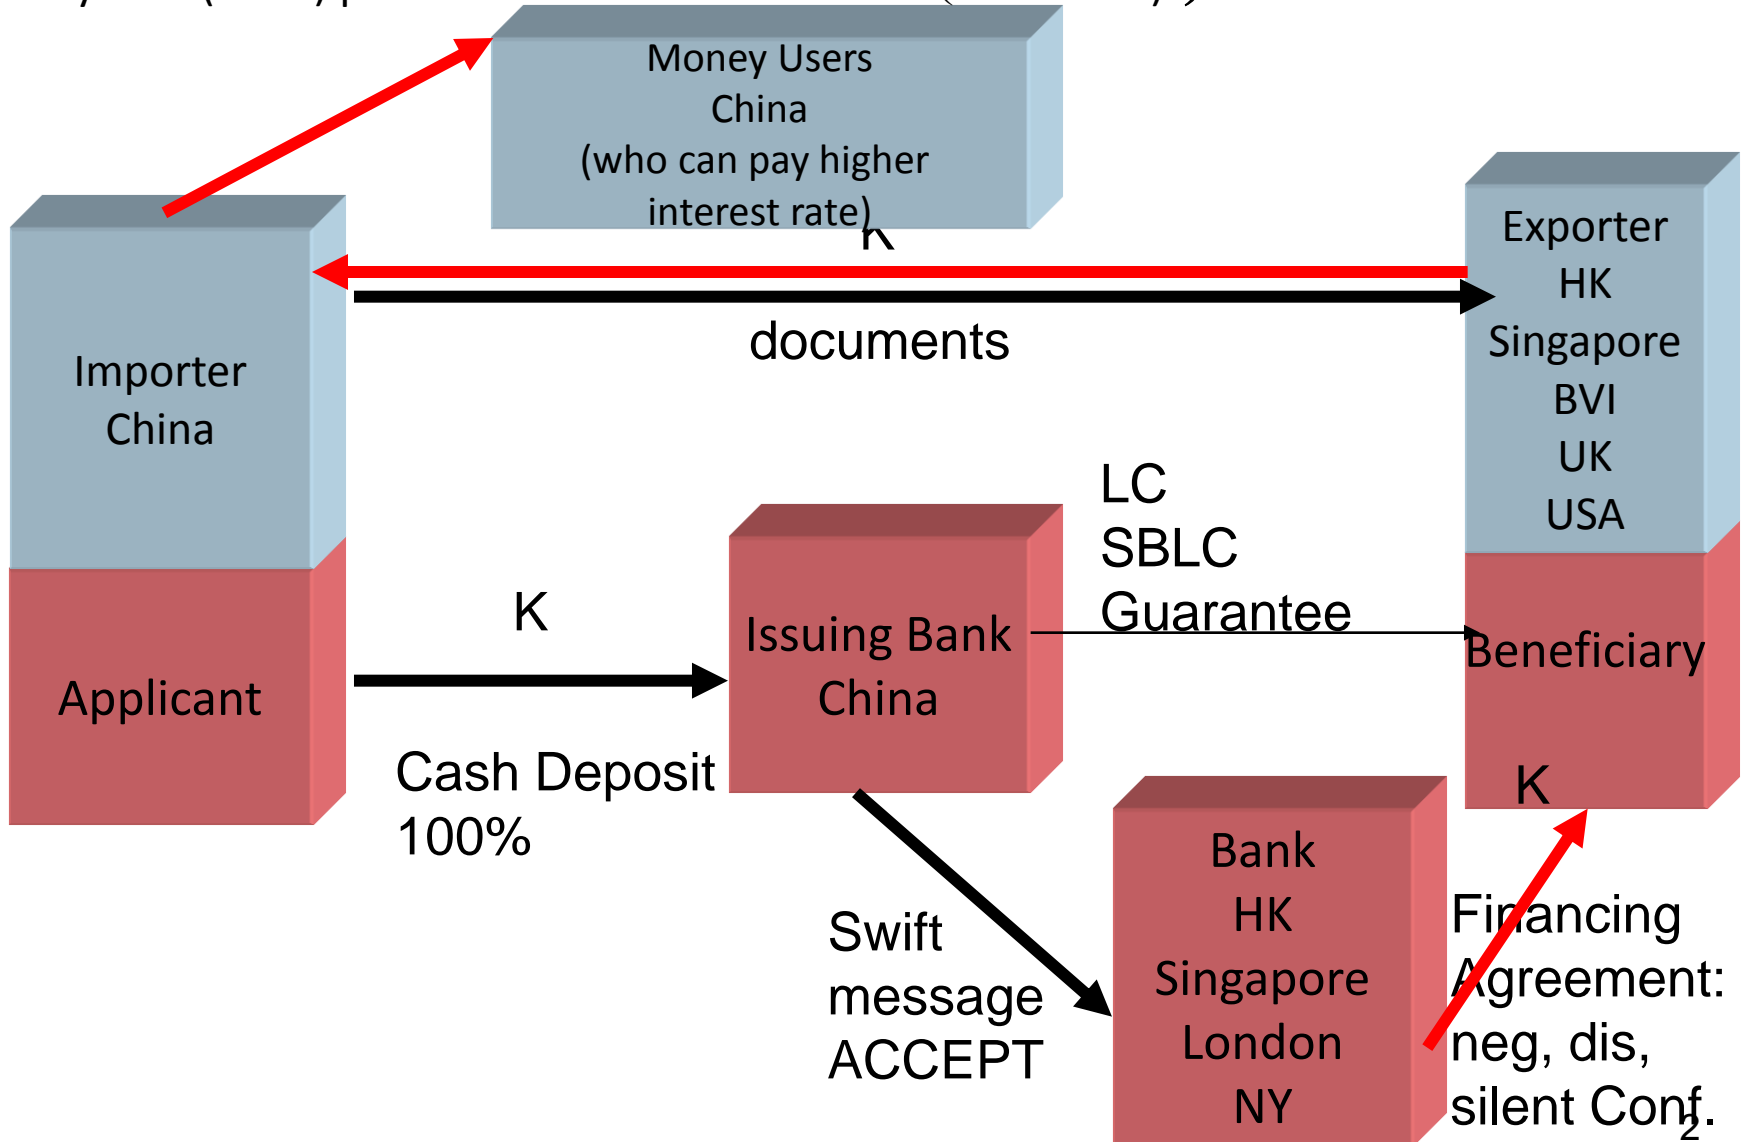 Money Users
China
(who can pay higher
interest rate)
K
Exporter
HK
Singapore
BVI
UK
USA
documents
Importer
China
LC
SBLC
Guarantee
K
Issuing Bank
China
Beneficiary
Applicant
Cash Deposit
100%
K
Bank
HK
Singapore
London
NY
Swift
message
ACCEPT
Financing
Agreement:
neg, dis,
silent Conf.
2